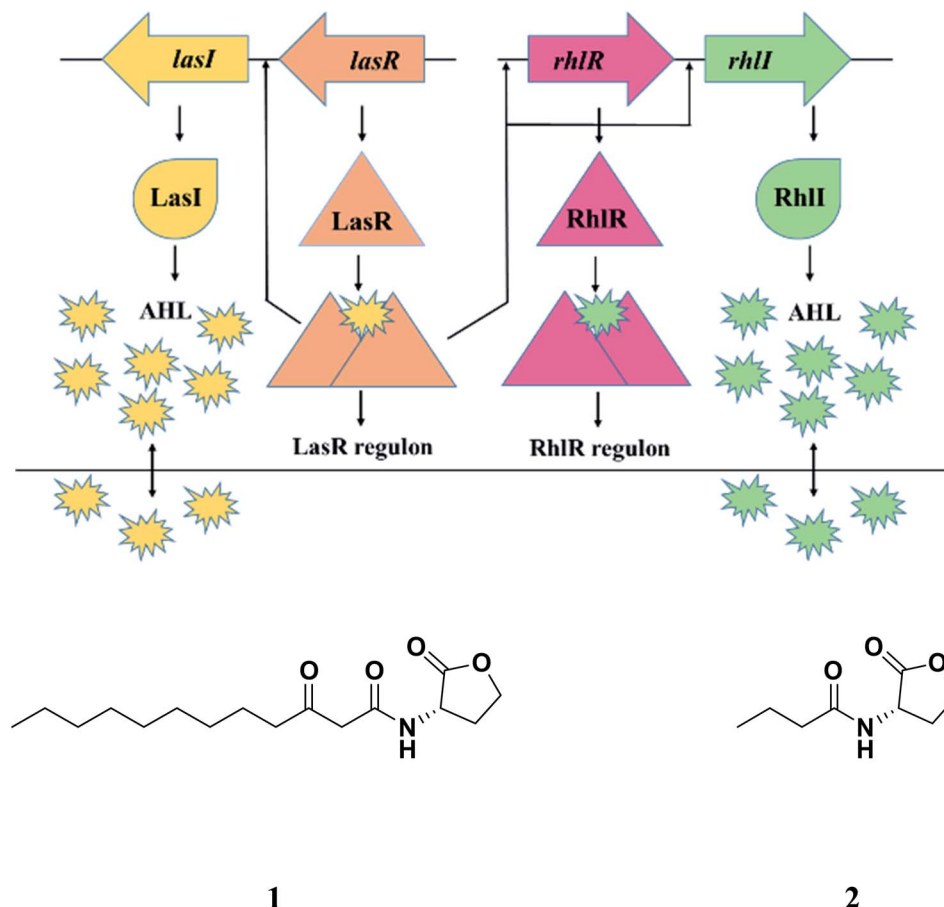 lasI lasR rhlR rhlI
LasI LasR RhlR RhlI
AHL AHL
LasR regulon RhlR regulon
O O O O N H
O O O N H
1 2